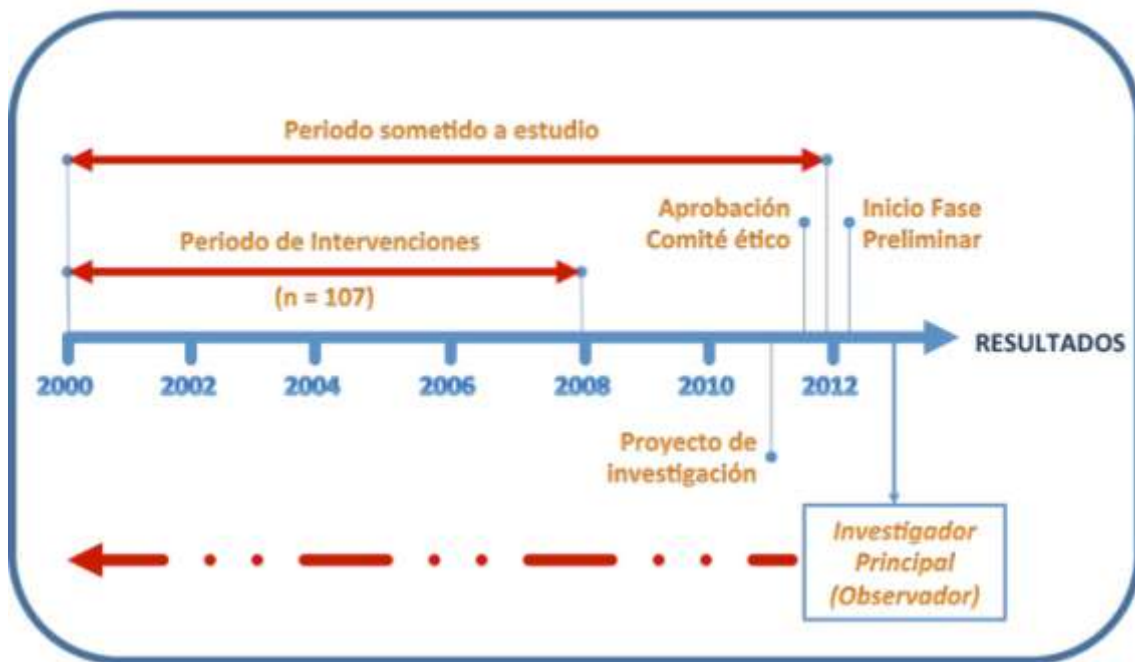 Periodo sometido a estudio
Aprobación
Comité ético
Inicio Fase
Preliminar
Periodo de Intervenciones
(n = 107)
RESULTADOS
2000
2002
2004
2006
2008
2010
2012
Proyecto de
investigación
Investigador
Principal
(Observador)